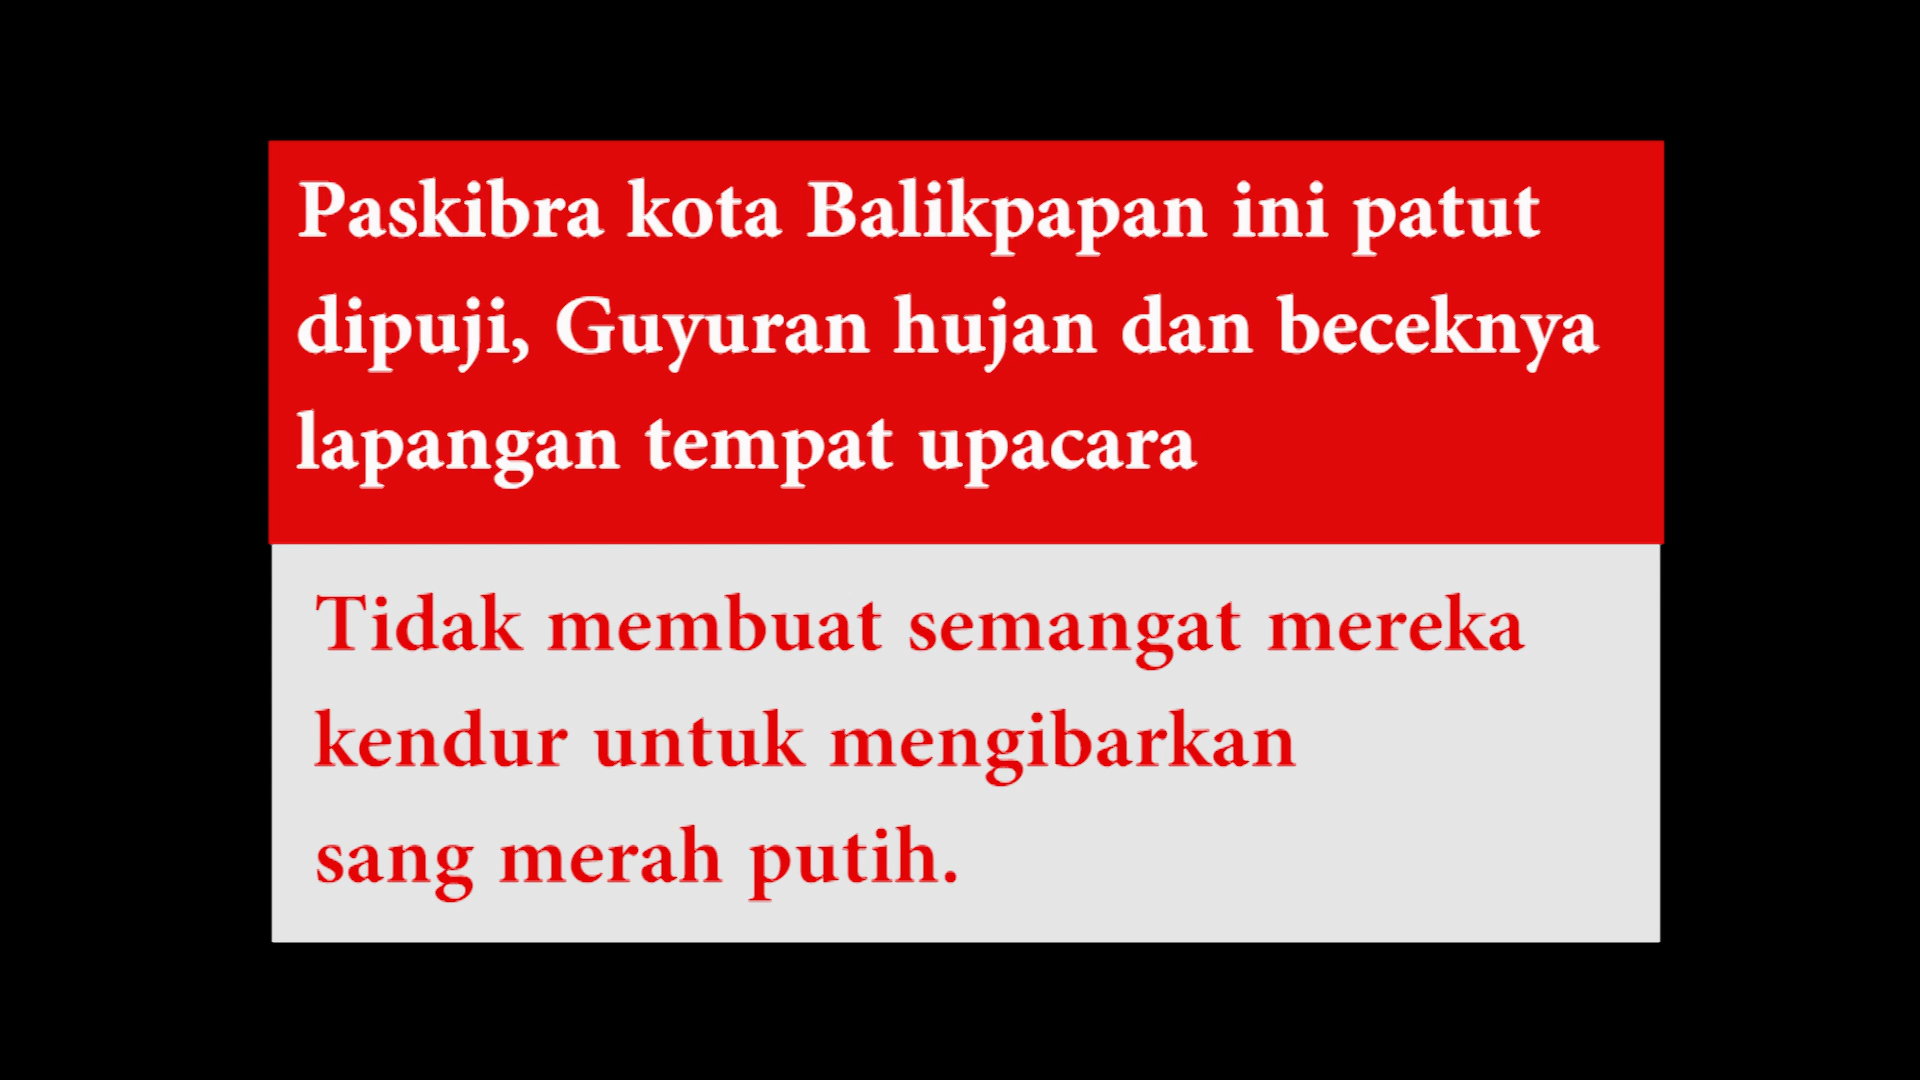 Paskibra kota Balikpapan ini patut
dipuji, Guyuran hujan dan beceknya
lapangan tempat upacara
Tidak membuat semangat mereka
kendur untuk mengibarkan
sang merah putih.